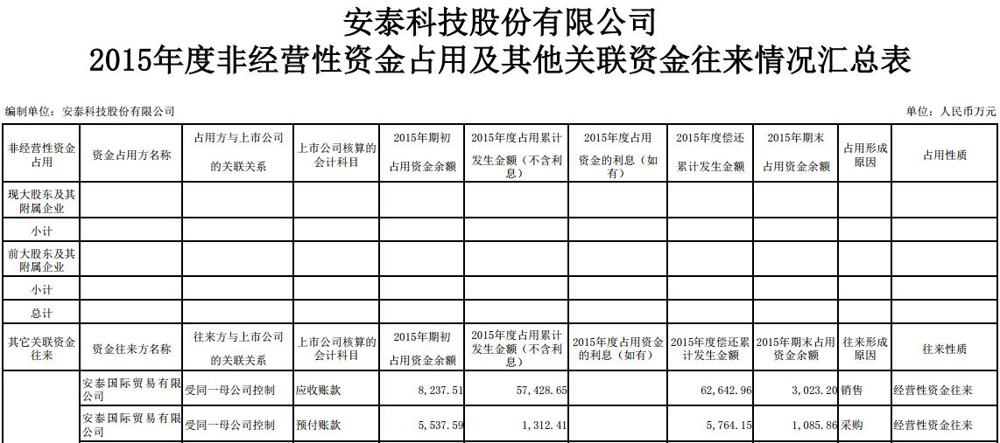 安泰科技股份有限公司
2015年度非经营性资金占用及其他关联资金往来情况汇总表
编制单位：安泰科技股份有限公司 单位：人民币万元
非经营性资金占用 资金占用方名称 占用方与上市公司的关联关系 上市公司核算的会计科目 2015年期初占用资金余额 2015年度占用累计发生金额（不含利息） 2015年度占用资金的利息（如有） 2015年度偿还累计发生金额 2015年期末占用资金余额 占用形成原因 占用性质
现大股东及其附属企业
小计
前大股东及其附属企业
小计
总计
其它关联资金往来 资金往来方名称 往来方与上市公司的关联关系 上市公司核算的会计科目 2015年期初占用资金余额 2015年度占用累计发生金额（不含利息） 2015年度占用资金的利息（如有） 2015年度偿还累计发生金额 2015年期末占用资金余额 往来形成原因 往来性质
安泰国际贸易有限公司 受同一母公司控制 应收账款 8,237.51 57,428.65 62,642.96 3,023.20 销售 经营性资金往来
安泰国际贸易有限公司 受同一母公司控制 预付账款 5,537.59 1,312.41 5,764.15 1,085.86 采购 经营性资金往来